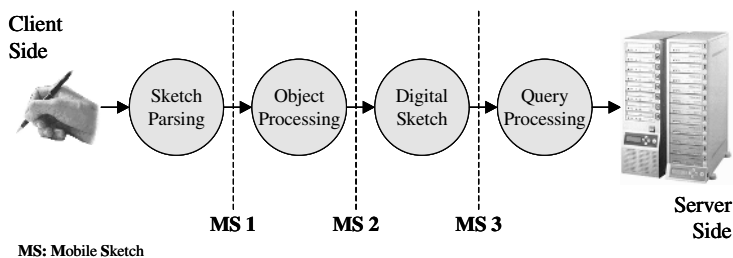 Client
Side
Sketch
Parsing
Object
Processing
Digital
Sketch
Query
Processing
MS 1
MS 2
MS 3
Server
Side
MS: Mobile Sketch